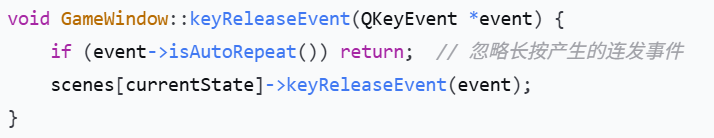 void GameWindow::keyReleaseEvent(QKeyEvent *event) {
    if (event->isAutoRepeat()) return;  // 忽略长按产生的连发事件
    scenes[currentState]->keyReleaseEvent(event);
}